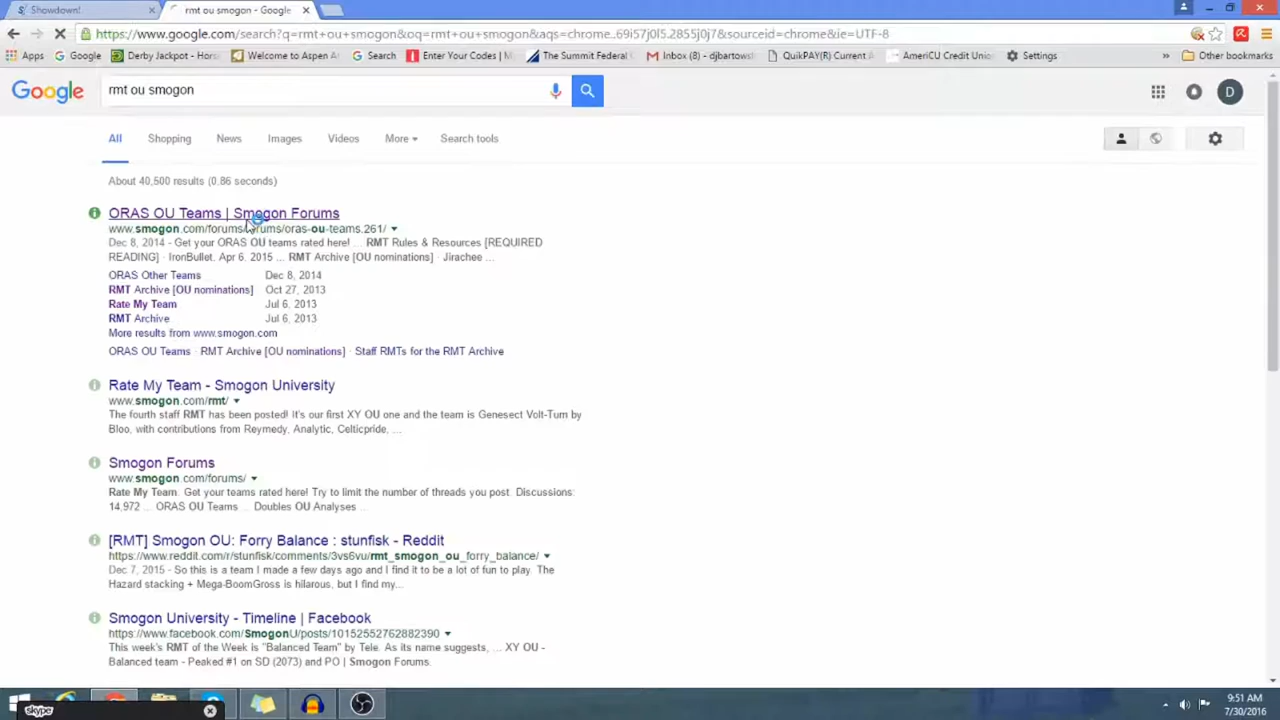 Showdown!
rmt ou smogon - Google
https://www.google.com/search?q=rmt+ou+smogon&oq=rmt+ou+smogon&aqs=chrome..69i57j0l5.2855j0j7&sourceid=chrome&ie=UTF-8
Apps Google Derby Jackpot - Hors Welcome to Aspen A Search Enter Your Codes | M The Summit Federal C Inbox (8) - djbartows QuikPAY(R) Current A AmeriCU Credit Unio Settings » Other bookmarks
Google
rmt ou smogon
D
All Shopping News Images Videos More Search tools
About 40,500 results (0.86 seconds)
ORAS OU Teams | Smogon Forums
www.smogon.com/forums/forums/oras-ou-teams.261/
Dec 8, 2014 - Get your ORAS OU teams rated here! ... RMT Rules & Resources [REQUIRED
READING] · IronBullet. Apr 6. 2015 ... RMT Archive [OU nominations] · Jirachee ...
ORAS Other Teams Dec 8, 2014
RMT Archive [OU nominations] Oct 27, 2013
Rate My Team Jul 6, 2013
RMT Archive Jul 6, 2013
More results from www.smogon.com
ORAS OU Teams · RMT Archive [OU nominations] · Staff RMTs for the RMT Archive
Rate My Team - Smogon University
www.smogon.com/rmt/
The fourth staff RMT has been posted! It's our first XY OU one and the team is Genesect Volt-Turn by
Bloo, with contributions from Reymedy, Analytic, Celticpride, ...
Smogon Forums
www.smogon.com/forums/
Rate My Team. Get your teams rated here! Try to limit the number of threads you post. Discussions:
14,972 ... ORAS OU Teams ... Doubles OU Analyses ...
[RMT] Smogon OU: Forry Balance : stunfisk - Reddit
https://www.reddit.com/r/stunfisk/comments/3vs6vu/rmt_smogon_ou_forry_balance/
Dec 7, 2015 - So this is a team I made a few days ago and I find it to be a lot of fun to play. The
Hazard stacking + Mega-BoomGross is hilarious, but I find my...
Smogon University - Timeline | Facebook
https://www.facebook.com/SmogonU/posts/10152552762882390
This week's RMT of the Week is "Balanced Team" by Tele. As its name suggests, ... XY OU -
Balanced team - Peaked #1 on SD (2073) and PO | Smogon Forums.
skype
9:51 AM
7/30/2016